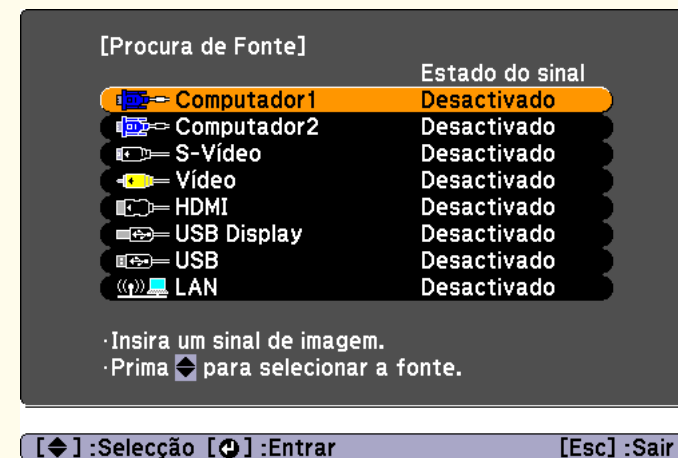 [Procura de Fonte]
Estado do sinal
Computador1 Desactivado
Computador2 Desactivado
S-Vídeo Desactivado
Vídeo Desactivado
HDMI Desactivado
USB Display Desactivado
USB Desactivado
LAN Desactivado
·Insira um sinal de imagem.
·Prima para selecionar a fonte.
[ ] :Selecção [ ] :Entrar [Esc] :Sair